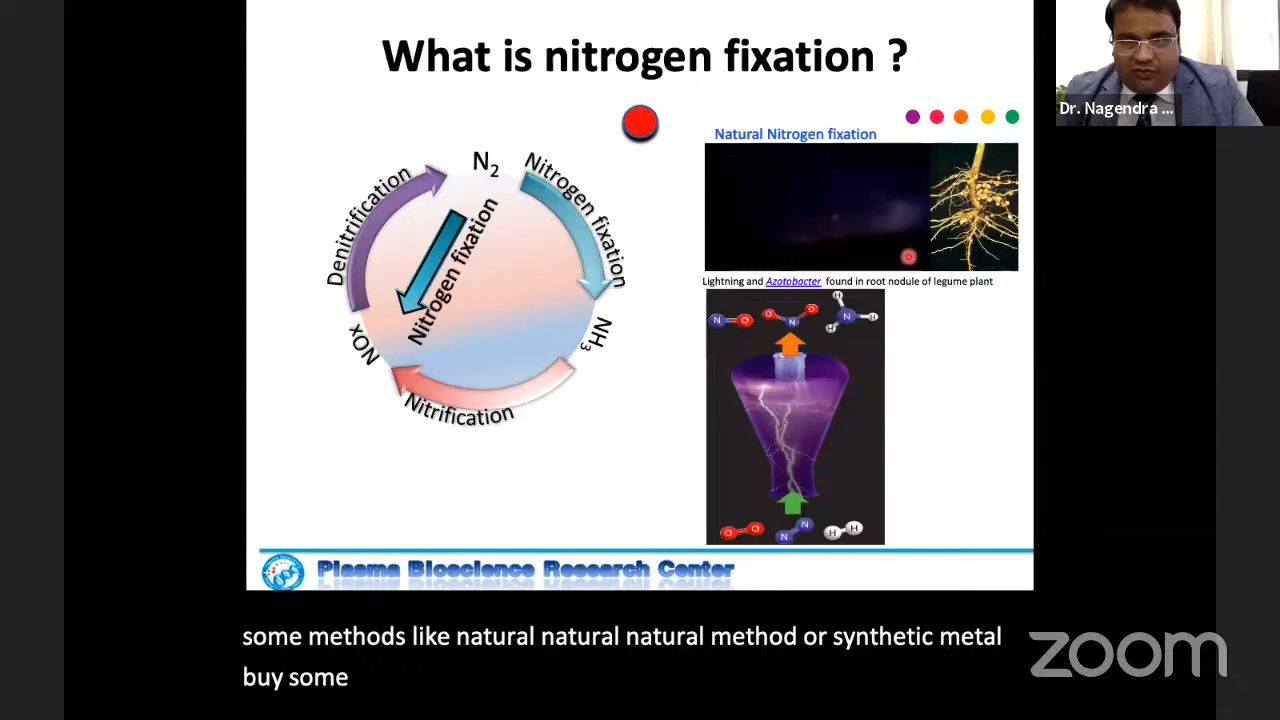 What is nitrogen fixation ?
Dr. Nagendra ...
Natural Nitrogen fixation
N2
Nitrogen fixation
Denitrification
Nitrogen fixation
NOx
NH3
Nitrification
Lightning and Azotobacter found in root nodule of legume plant
N O
O N O
H N H H
O O
N N
H H
Plasma Bioscience Research Center
some methods like natural natural natural method or synthetic metal
buy some
zoom